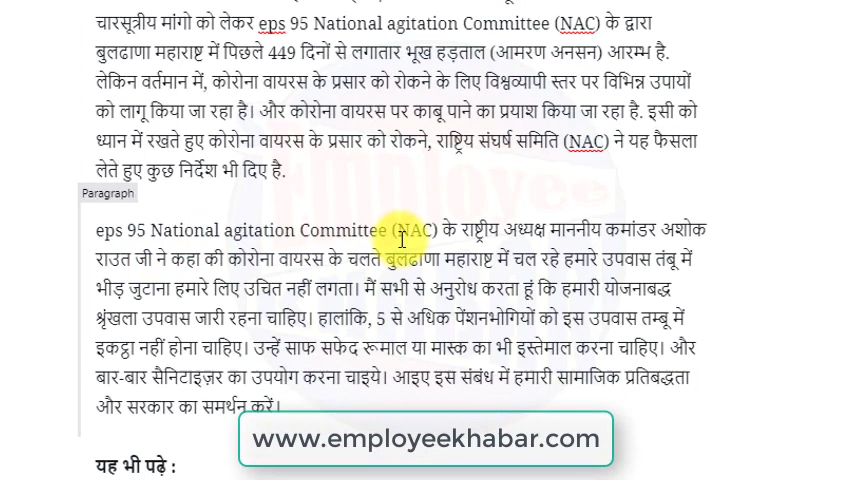 चारसूत्रीय मांगो को लेकर eps 95 National agitation Committee (NAC) के द्वारा
बुलढाणा महाराष्ट्र में पिछले 449 दिनों से लगातार भूख हड़ताल (आमरण अनसन) आरम्भ है.
लेकिन वर्तमान में, कोरोना वायरस के प्रसार को रोकने के लिए विश्वव्यापी स्तर पर विभिन्न उपायों
को लागू किया जा रहा है। और कोरोना वायरस पर काबू पाने का प्रयाश किया जा रहा है. इसी को
ध्यान में रखते हुए कोरोना वायरस के प्रसार को रोकने, राष्ट्रिय संघर्ष समिति (NAC) ने यह फैसला
लेते हुए कुछ निर्देश भी दिए है.
Paragraph
eps 95 National agitation Committee (NAC) के राष्ट्रीय अध्यक्ष माननीय कमांडर अशोक
राउत जी ने कहा की कोरोना वायरस के चलते बुलढाणा महाराष्ट्र में चल रहे हमारे उपवास तंबू में
भीड़ जुटाना हमारे लिए उचित नहीं लगता। मैं सभी से अनुरोध करता हूं कि हमारी योजनाबद्ध
श्रृंखला उपवास जारी रहना चाहिए। हालांकि, 5 से अधिक पेंशनभोगियों को इस उपवास तम्बू में
इकट्ठा नहीं होना चाहिए। उन्हें साफ सफेद रूमाल या मास्क का भी इस्तेमाल करना चाहिए। और
बार-बार सैनिटाइज़र का उपयोग करना चाइये। आइए इस संबंध में हमारी सामाजिक प्रतिबद्धता
और सरकार का समर्थन करें।
www.employeekhabar.com
यह भी पढ़े :